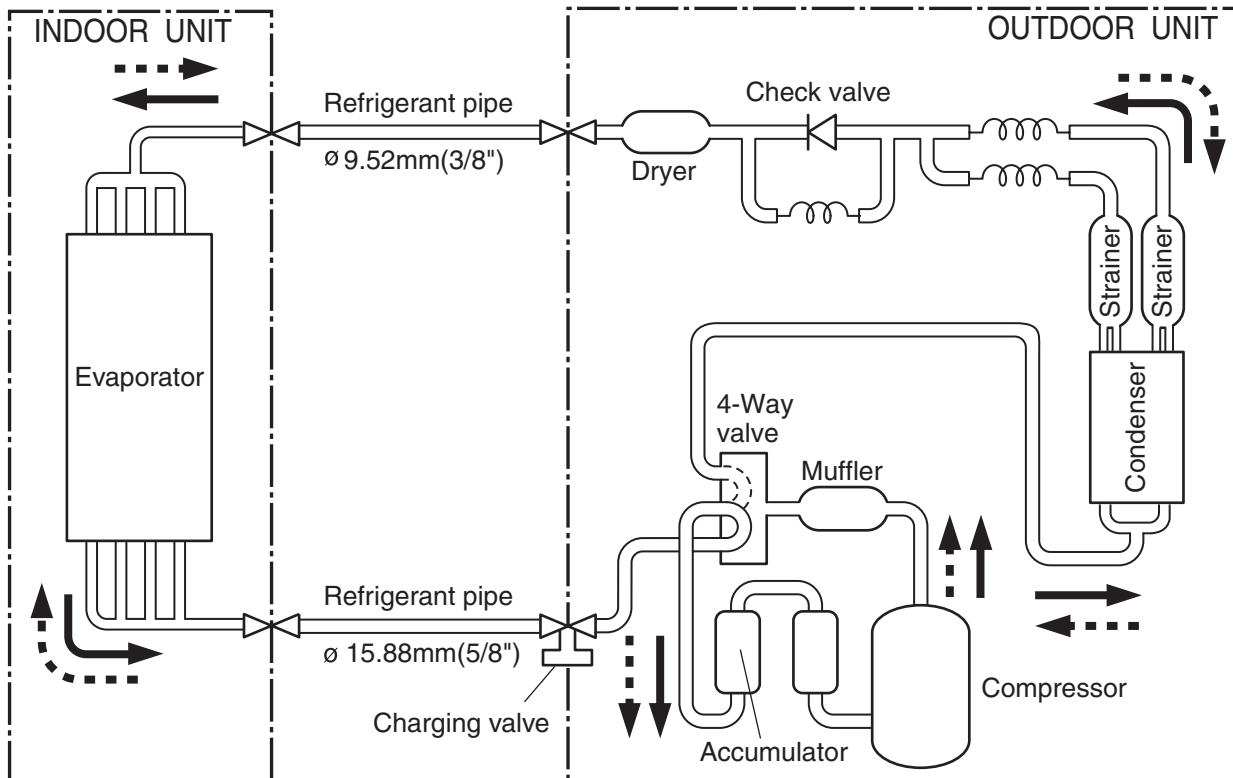 INDOOR UNIT
OUTDOOR UNIT
Refrigerant pipe
ø 9.52mm(3/8")
Check valve
Dryer
Strainer
Strainer
Evaporator
4-Way
valve
Muffler
Condenser
Refrigerant pipe
ø 15.88mm(5/8")
Charging valve
Accumulator
Compressor